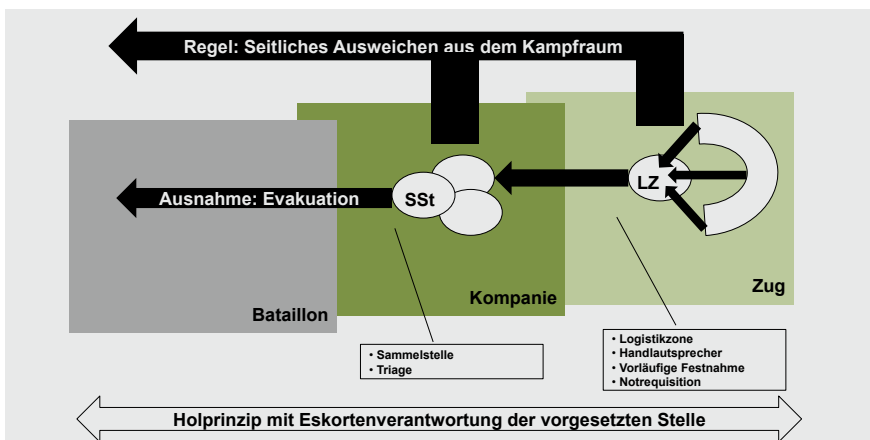 Regel: Seitliches Ausweichen aus dem Kampfraum
LZ
SSt
Ausnahme: Evakuation
Zug
Kompanie
Bataillon
• Sammelstelle
• Triage
• Logistikzone
• Handlautsprecher
• Vorläufige Festnahme
• Notrequisition
Holprinzip mit Eskortenverantwortung der vorgesetzten Stelle